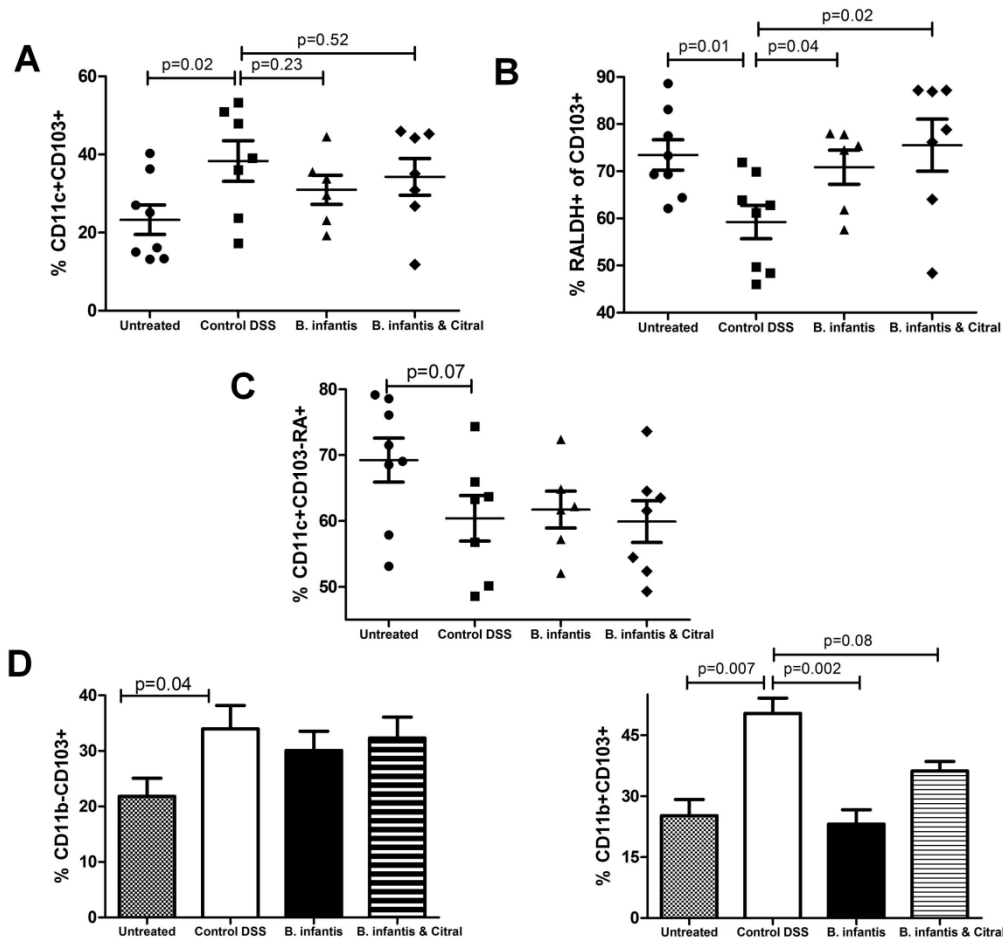 A
p=0.52
p=0.02
p=0.23
% CD11c+CD103+
60
40
20
0
Untreated
Control DSS
B. infantis
B. infantis & Citral
B
p=0.02
p=0.01
p=0.04
% RALDH+ of CD103+
90
80
70
60
50
40
Untreated
Control DSS
B. infantis
B. infantis & Citral
C
p=0.07
% CD11c+CD103-RA+
80
70
60
50
Untreated
Control DSS
B. infantis
B. infantis & Citral
D
p=0.04
% CD11b-CD103+
40
30
20
10
0
Untreated
Control DSS
B. infantis
B. infantis & Citral
p=0.08
p=0.007
p=0.002
% CD11b+CD103+
45
30
15
0
Untreated
Control DSS
B. infantis
B. infantis & Citral